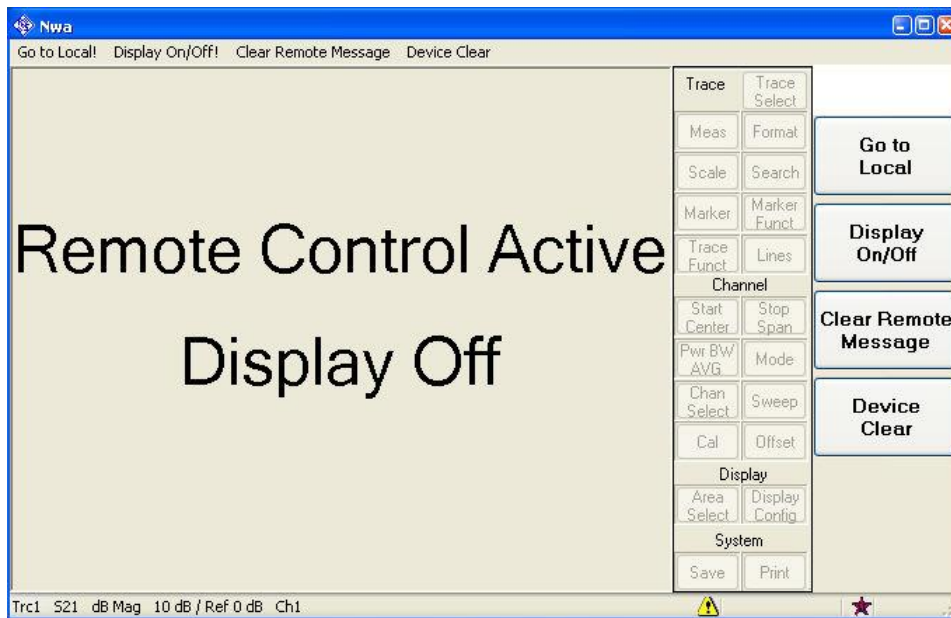 Nwa
Go to Local! Display On/Off! Clear Remote Message Device Clear
Remote Control Active
Display Off
Trace
Trace Select
Meas
Format
Scale
Search
Marker
Marker Funct
Trace Funct
Lines
Channel
Start Center
Stop Span
Pwr BW AVG
Mode
Chan Select
Sweep
Cal
Offset
Display
Area Select
Display Config
System
Save
Print
Go to
Local
Display
On/Off
Clear Remote
Message
Device
Clear
Trc1 S21 dB Mag 10 dB / Ref 0 dB Ch1